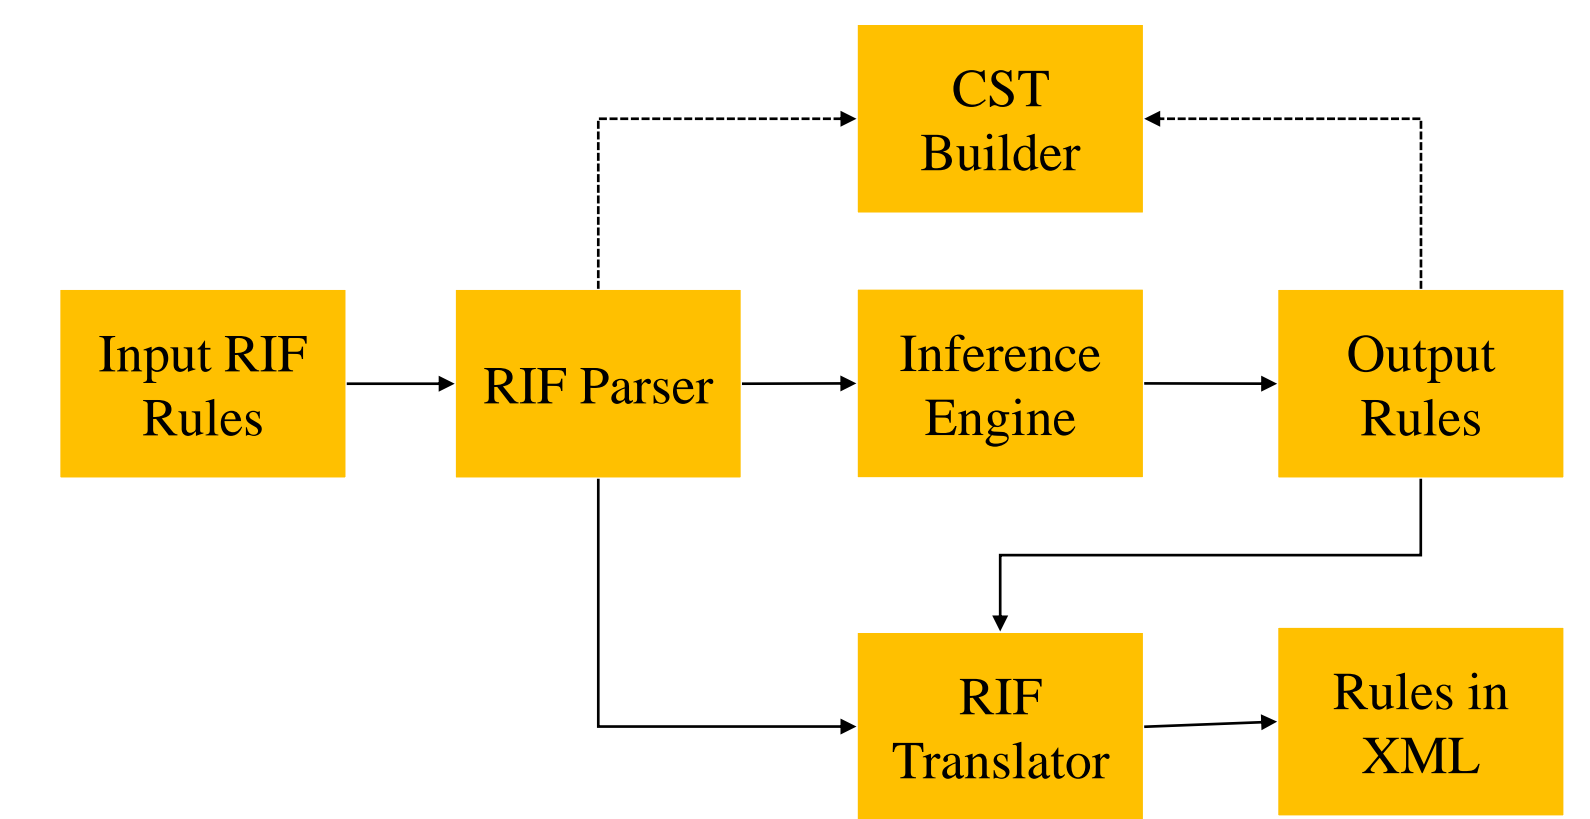 CST
Builder
Input RIF
Rules
RIF Parser
Inference
Engine
Output
Rules
RIF
Translator
Rules in
XML